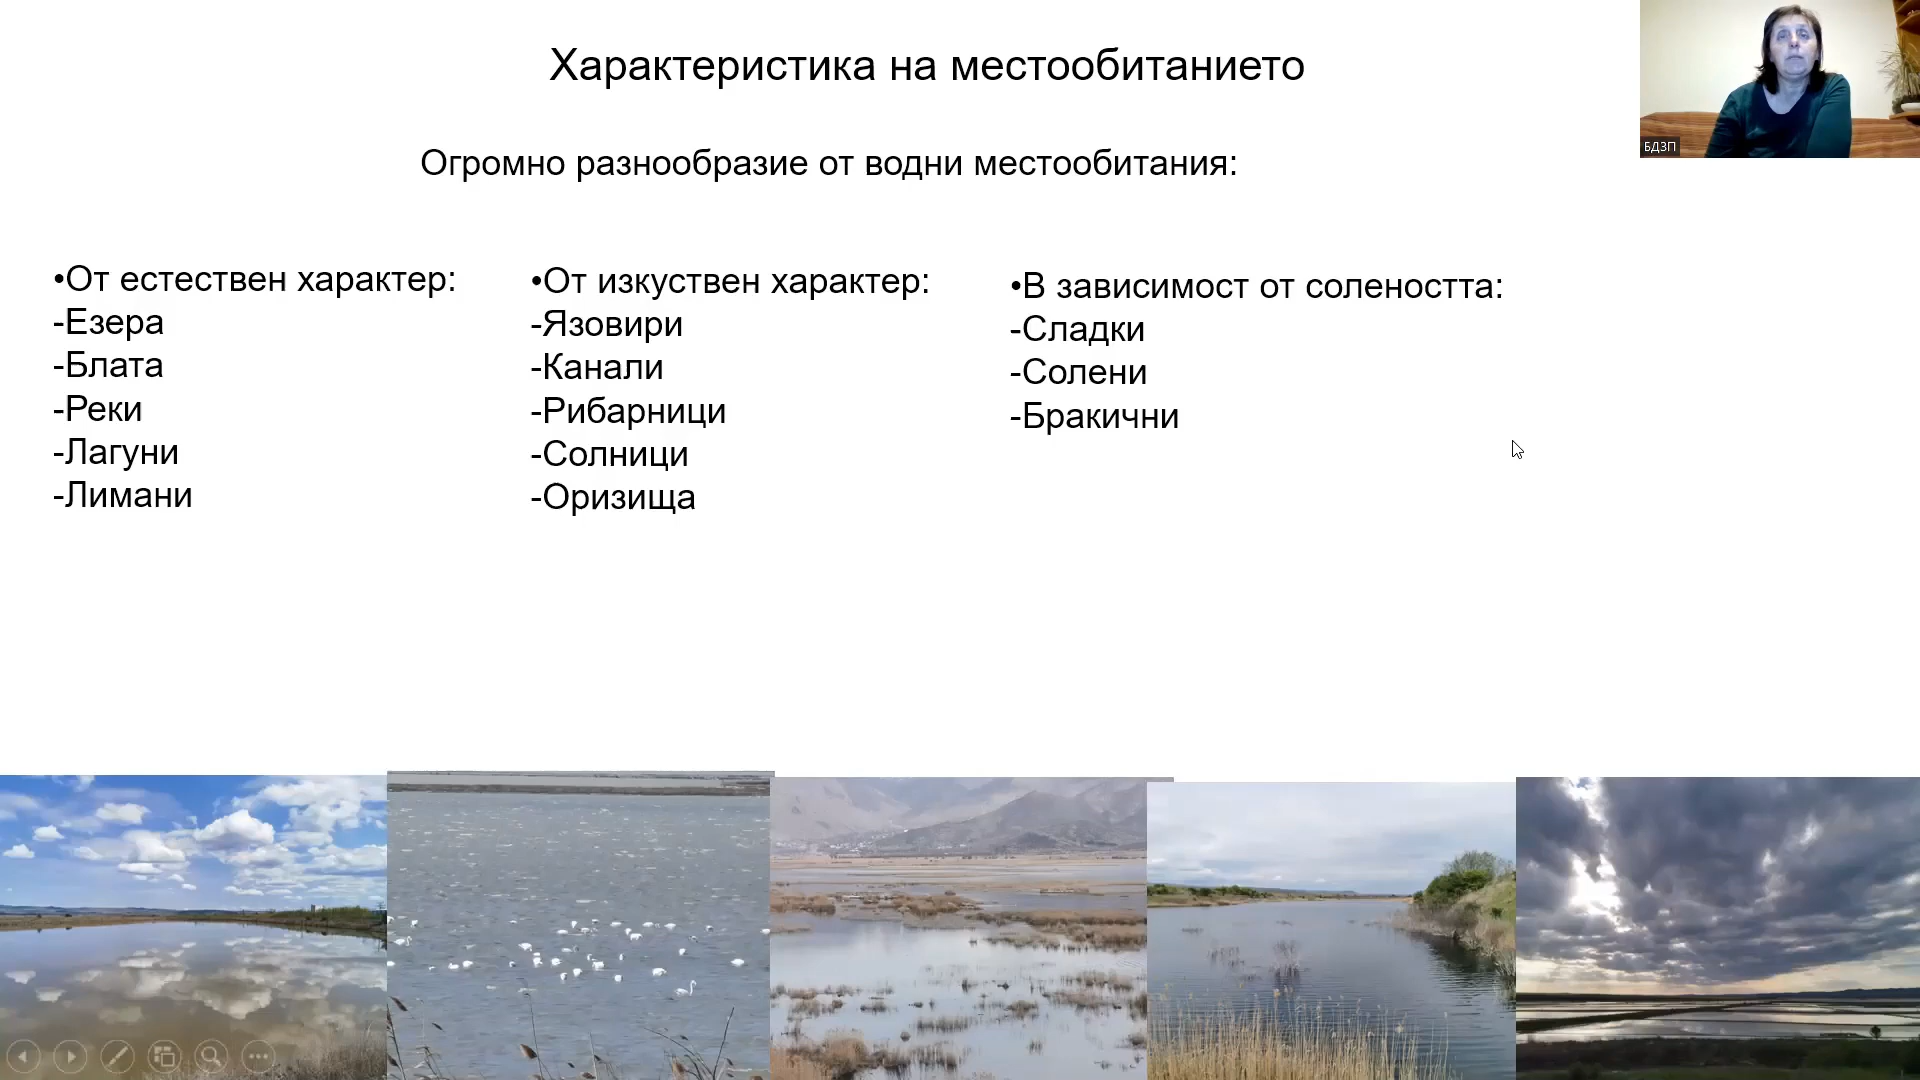 Характеристика на местообитанието
БДЗП
Огромно разнообразие от водни местообитания:
•От естествен характер:
-Езера
-Блата
-Реки
-Лагуни
-Лимани
•От изкуствен характер:
-Язовири
-Канали
-Рибарници
-Солници
-Оризища
•В зависимост от солеността:
-Сладки
-Солени
-Бракични